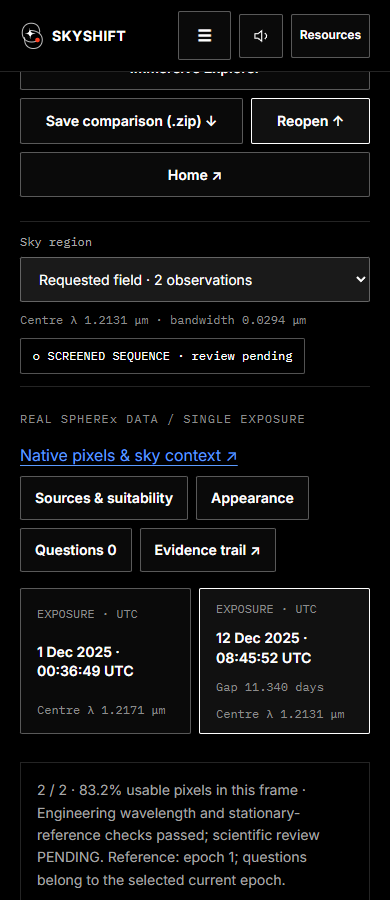 SKYSHIFT
Resources
Immersive Explorer
Save comparison (.zip) ↓
Reopen ↑
Home ↗
Sky region
Requested field · 2 observations
Centre λ 1.2131 μm · bandwidth 0.0294 μm
o SCREENED SEQUENCE · review pending
REAL SPHEREx DATA / SINGLE EXPOSURE
Native pixels & sky context ↗
Sources & suitability
Appearance
Questions 0
Evidence trail ↗
EXPOSURE · UTC
1 Dec 2025 ·
00:36:49 UTC
Centre λ 1.2171 μm
EXPOSURE · UTC
12 Dec 2025 ·
08:45:52 UTC
Gap 11.340 days
Centre λ 1.2131 μm
2 / 2 · 83.2% usable pixels in this frame ·
Engineering wavelength and stationary-
reference checks passed; scientific review
PENDING. Reference: epoch 1; questions
belong to the selected current epoch.